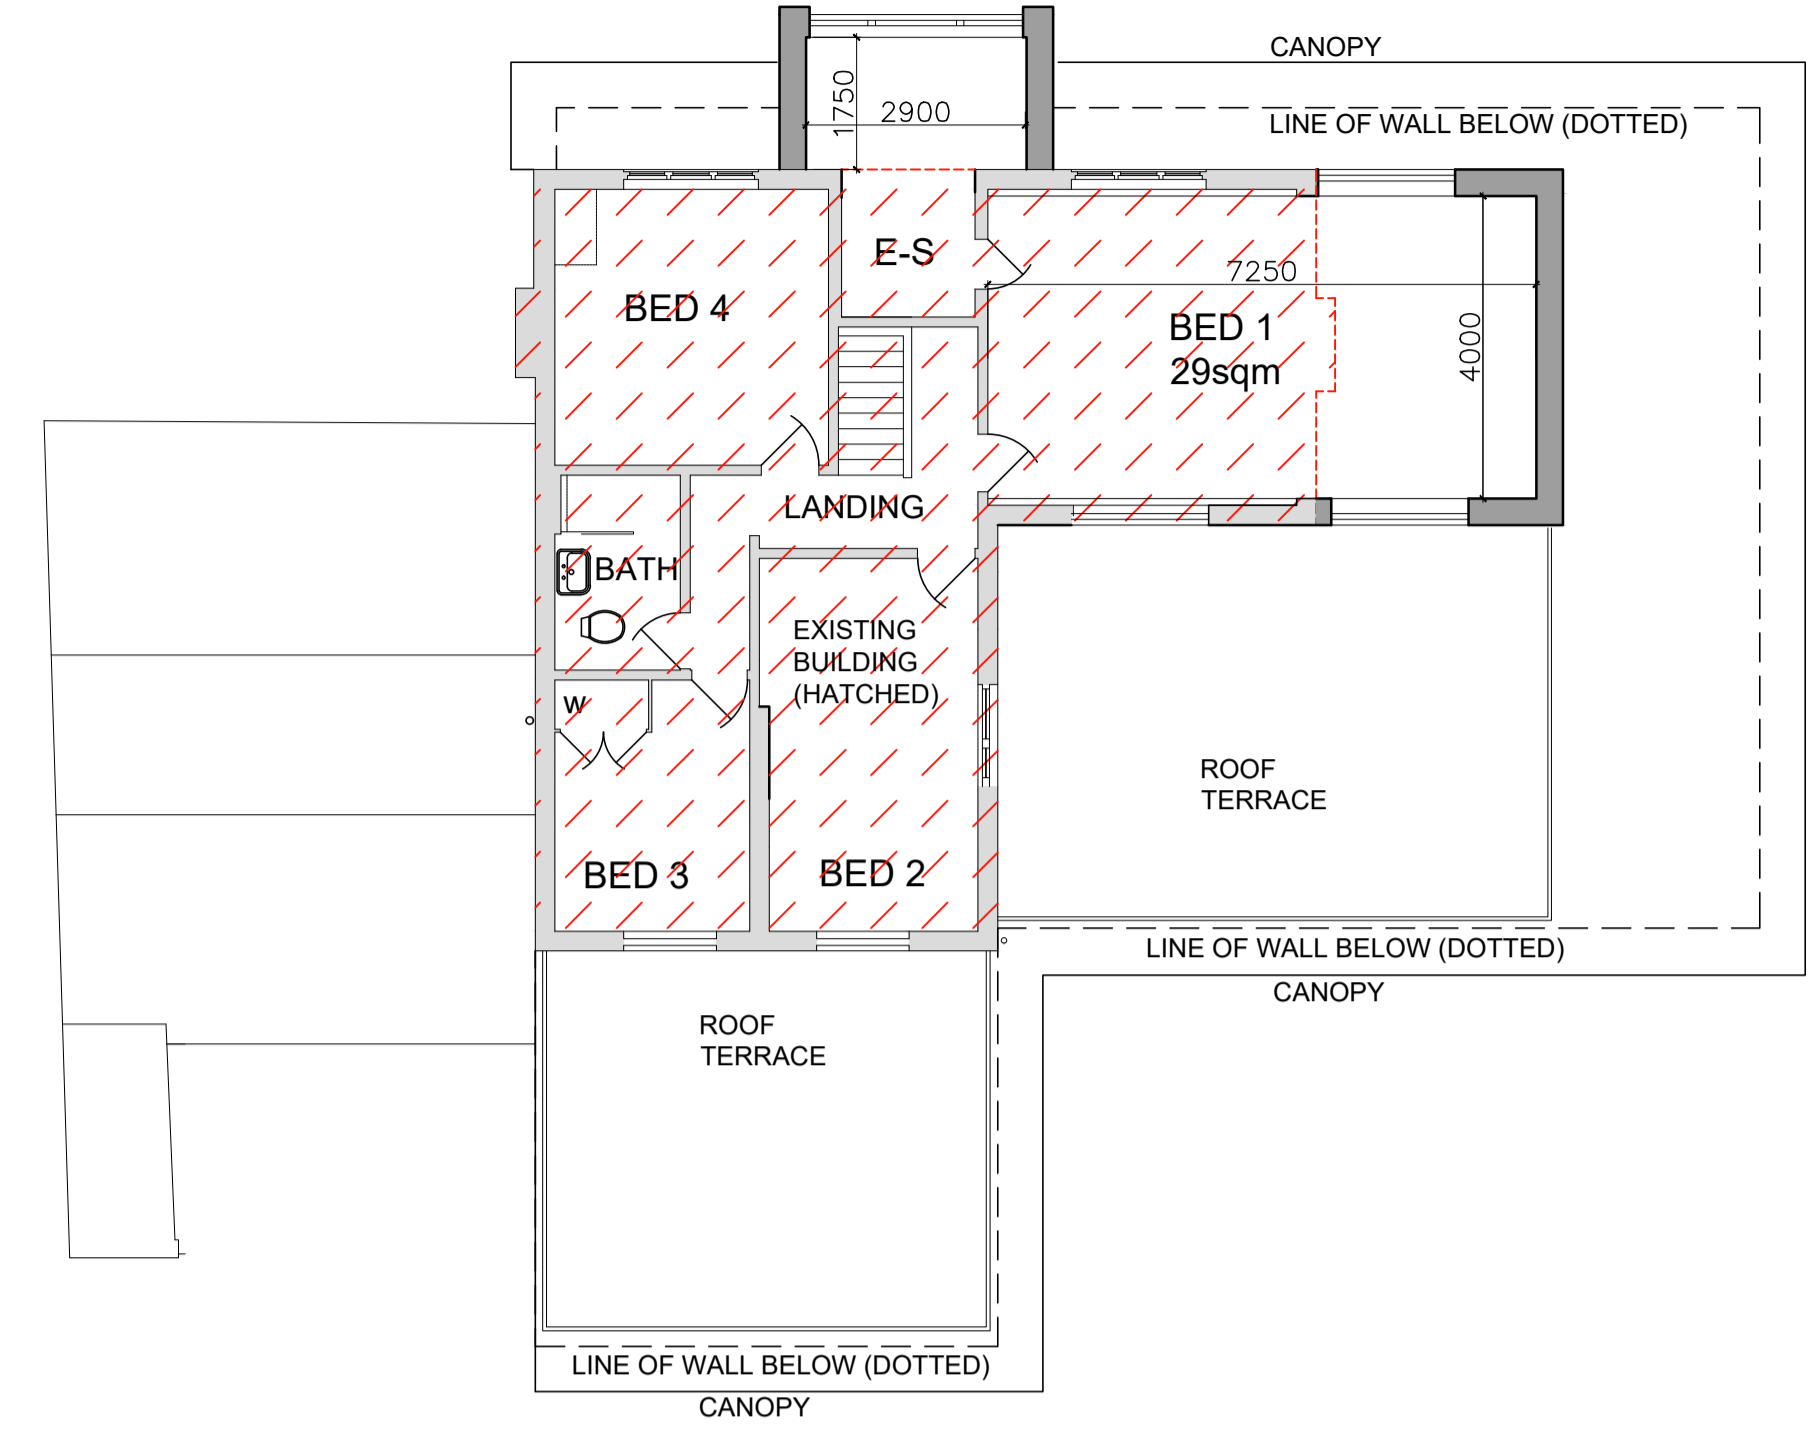 CANOPY
LINE OF WALL BELOW (DOTTED)
1750
2900
E-S
7250
BED 4
BED 1
29sqm
4000
LANDING
BATH
EXISTING
BUILDING
(HATCHED)
W
ROOF
TERRACE
BED 3
BED 2
LINE OF WALL BELOW (DOTTED)
CANOPY
ROOF
TERRACE
LINE OF WALL BELOW (DOTTED)
CANOPY